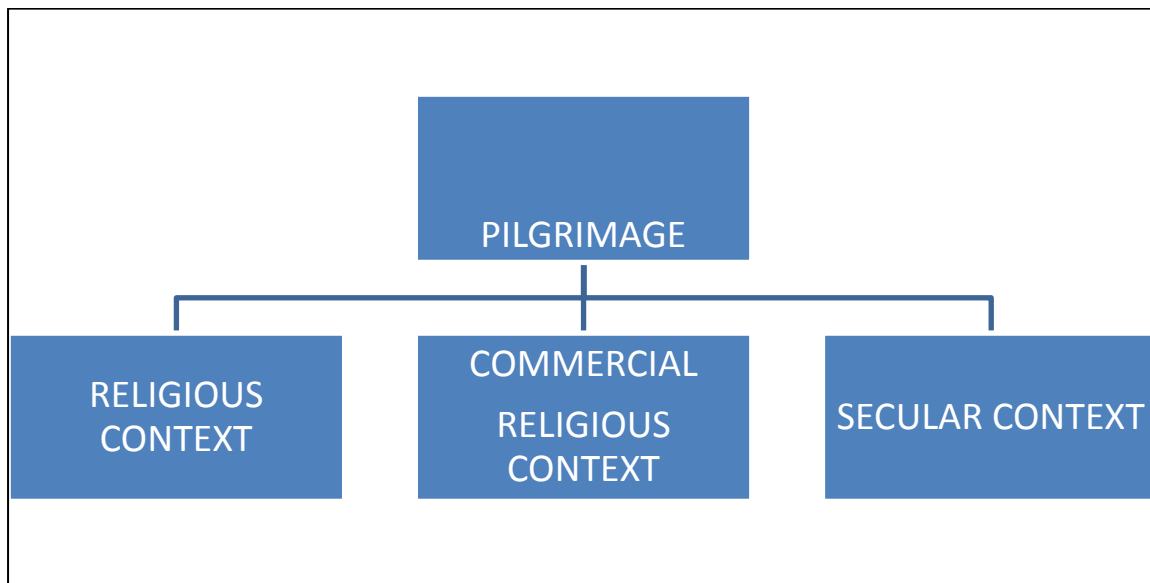 PILGRIMAGE
RELIGIOUS
CONTEXT
COMMERCIAL
RELIGIOUS
CONTEXT
SECULAR CONTEXT